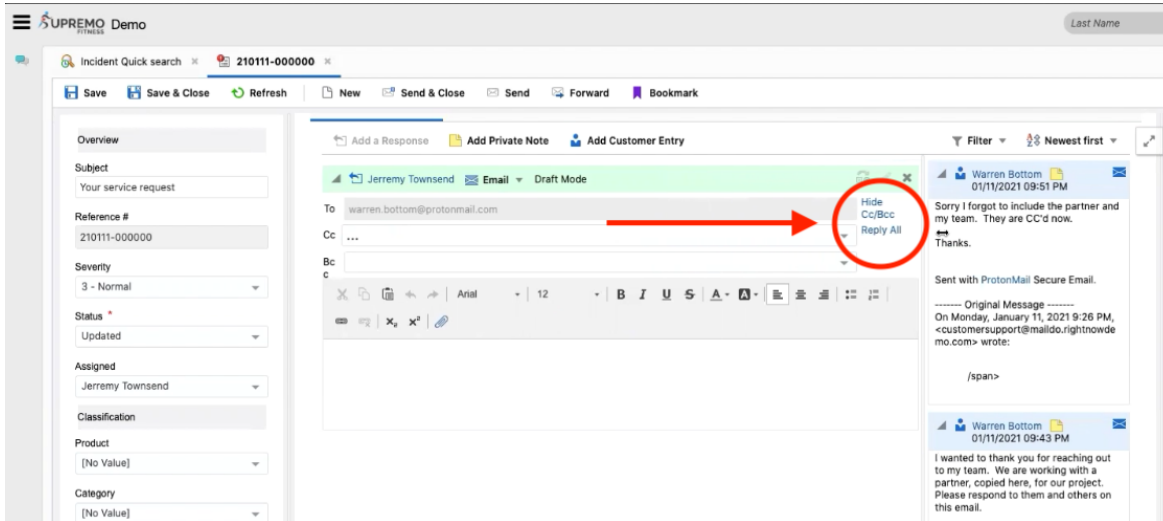 SUPREMO Demo
FITNESS
Last Name
Incident Quick search × 210111-000000 ×
Save Save & Close Refresh New Send & Close Send Forward Bookmark
Overview
Subject
Your service request
Reference #
210111-000000
Severity
3 - Normal
Status *
Updated
Assigned
Jerremy Townsend
Classification
Product
[No Value]
Category
[No Value]
Add a Response Add Private Note Add Customer Entry
Filter Newest first
Jerremy Townsend Email Draft Mode
To warren.bottom@protonmail.com
Hide
Cc/Bcc
Reply All
Cc ...
Bc
c
Arial 12 B I U S A A
X₂ X²
Warren Bottom
01/11/2021 09:51 PM
Sorry I forgot to include the partner and
my team. They are CC'd now.
Thanks.
Sent with ProtonMail Secure Email.
------- Original Message -------
On Monday, January 11, 2021 9:26 PM,
<customersupport@maildo.rightnowde
mo.com> wrote:
/span>
Warren Bottom
01/11/2021 09:43 PM
I wanted to thank you for reaching out
to my team. We are working with a
partner, copied here, for our project.
Please respond to them and others on
this email.